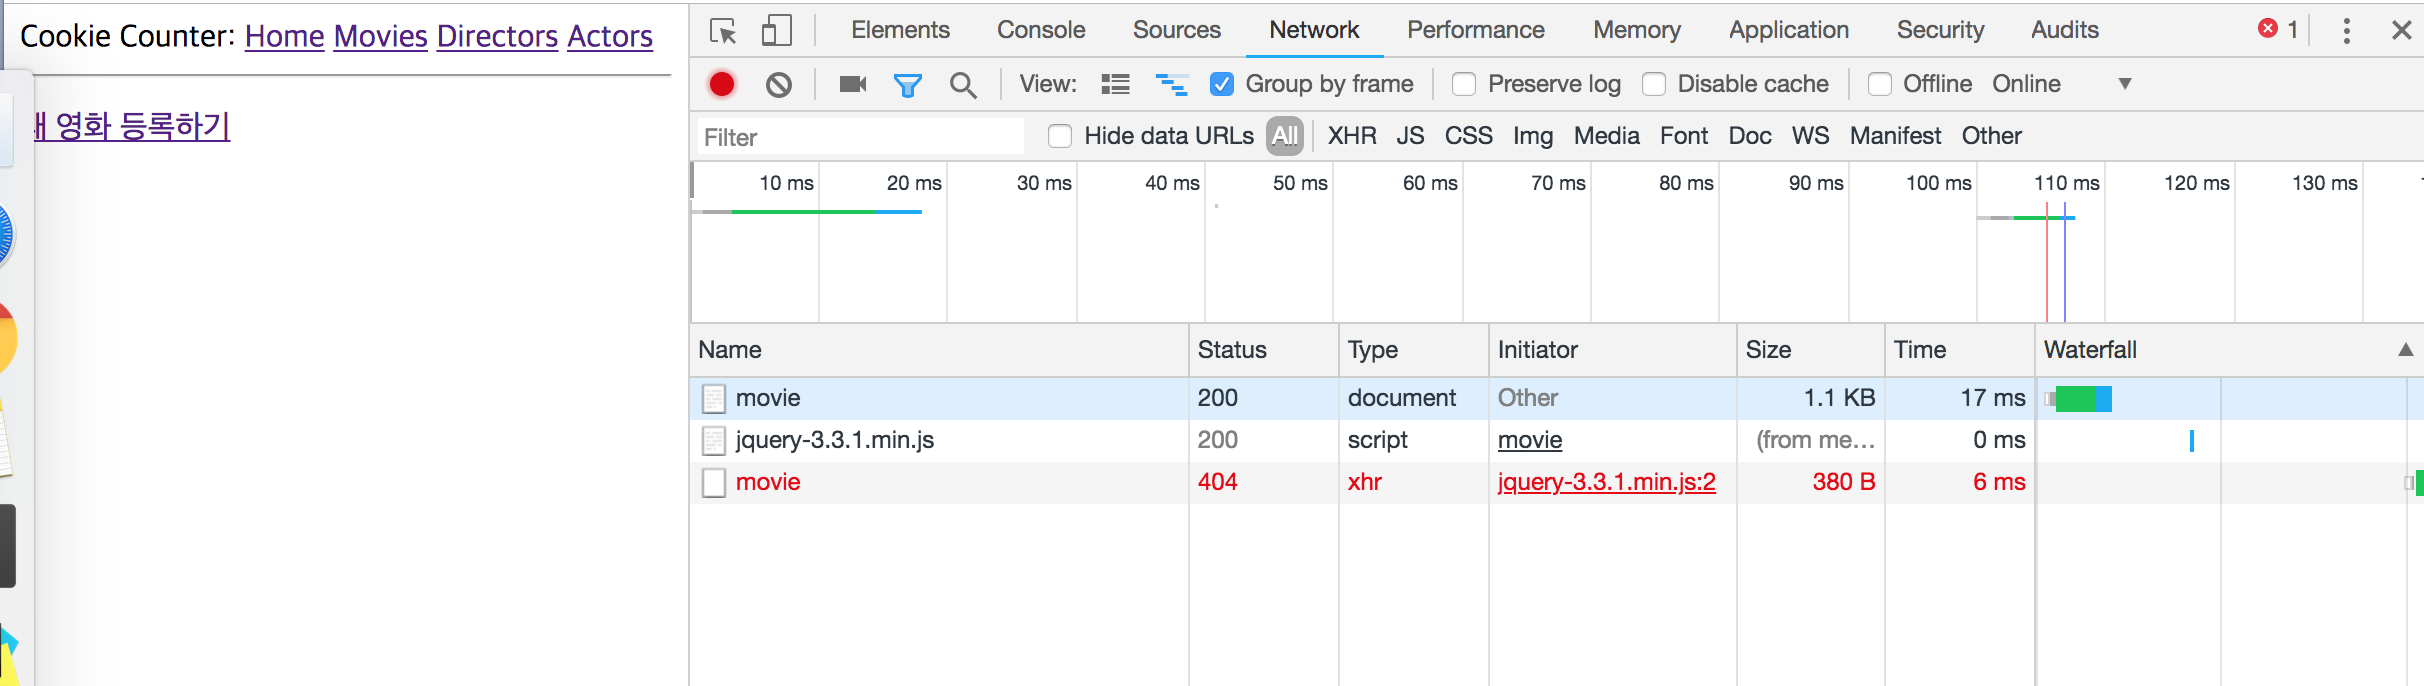 Cookie Counter: Home Movies Directors Actors
영화 등록하기
Elements Console Sources Network Performance Memory Application Security Audits 1
View: Group by frame Preserve log Disable cache Offline Online
Filter Hide data URLs All XHR JS CSS Img Media Font Doc WS Manifest Other
10 ms 20 ms 30 ms 40 ms 50 ms 60 ms 70 ms 80 ms 90 ms 100 ms 110 ms 120 ms 130 ms
Name Status Type Initiator Size Time Waterfall
movie 200 document Other 1.1 KB 17 ms
jquery-3.3.1.min.js 200 script movie (from me... 0 ms
movie 404 xhr jquery-3.3.1.min.js:2 380 B 6 ms